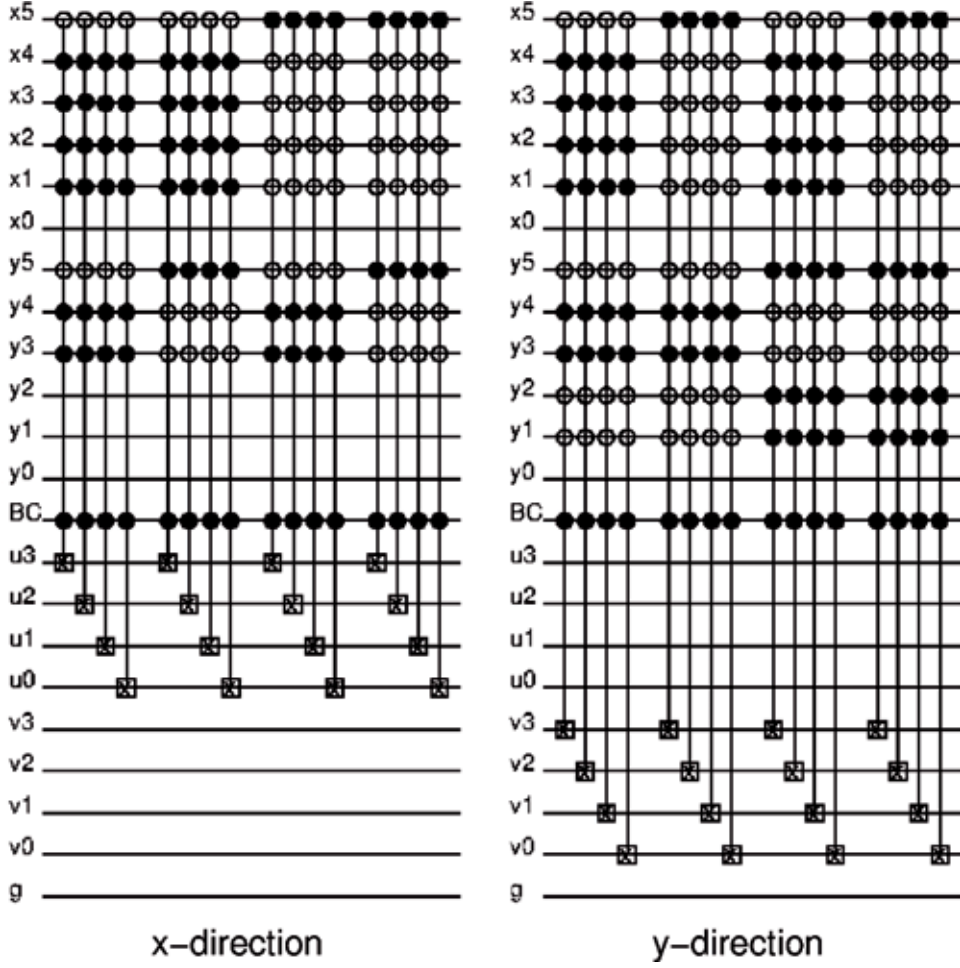 x5 x5
x4 x4
x3 x3
x2 x2
x1 x1
x0 x0
y5 y5
y4 y4
y3 y3
y2 y2
y1 y1
y0 y0
BC BC
u3 u3
u2 u2
u1 u1
u0 u0
v3 v3
v2 v2
v1 v1
v0 v0
g g
x-direction y-direction